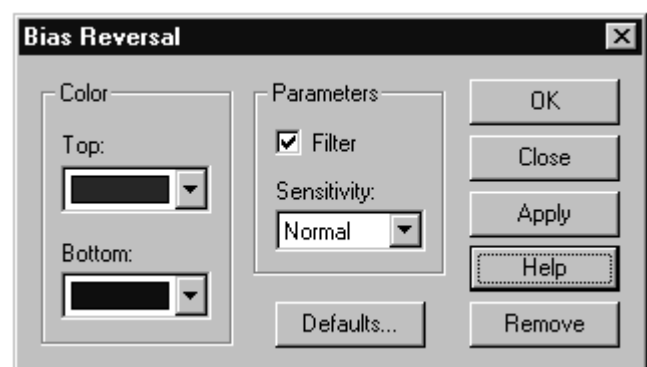 Bias Reversal
Color
Top:
Bottom:
Parameters
Filter
Sensitivity:
Normal
Defaults...
OK
Close
Apply
Help
Remove